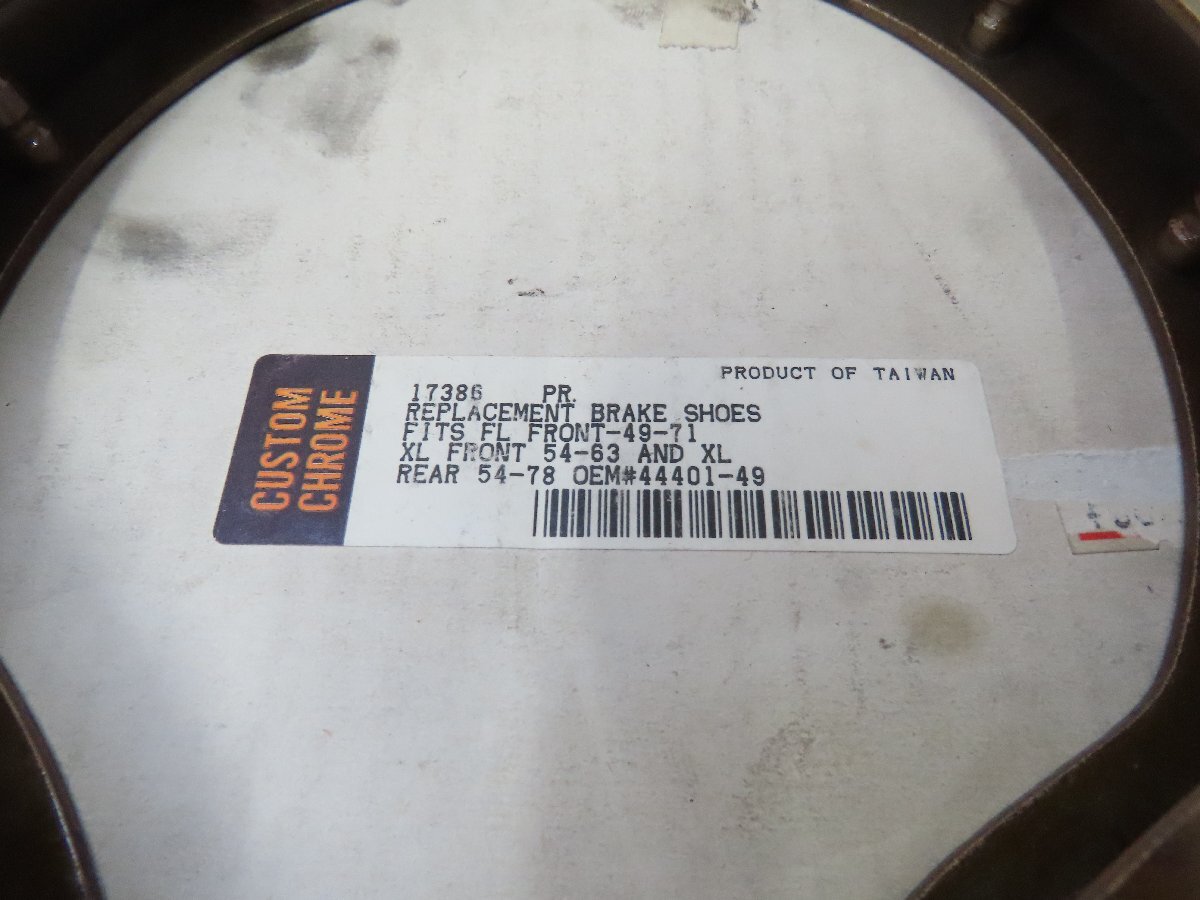 CUSTOM
CHROME
PRODUCT OF TAIWAN
17386 PR.
REPLACEMENT BRAKE SHOES
FITS FL FRONT-49-71
XL FRONT 54-63 AND XL
REAR 54-78 OEM#44401-49